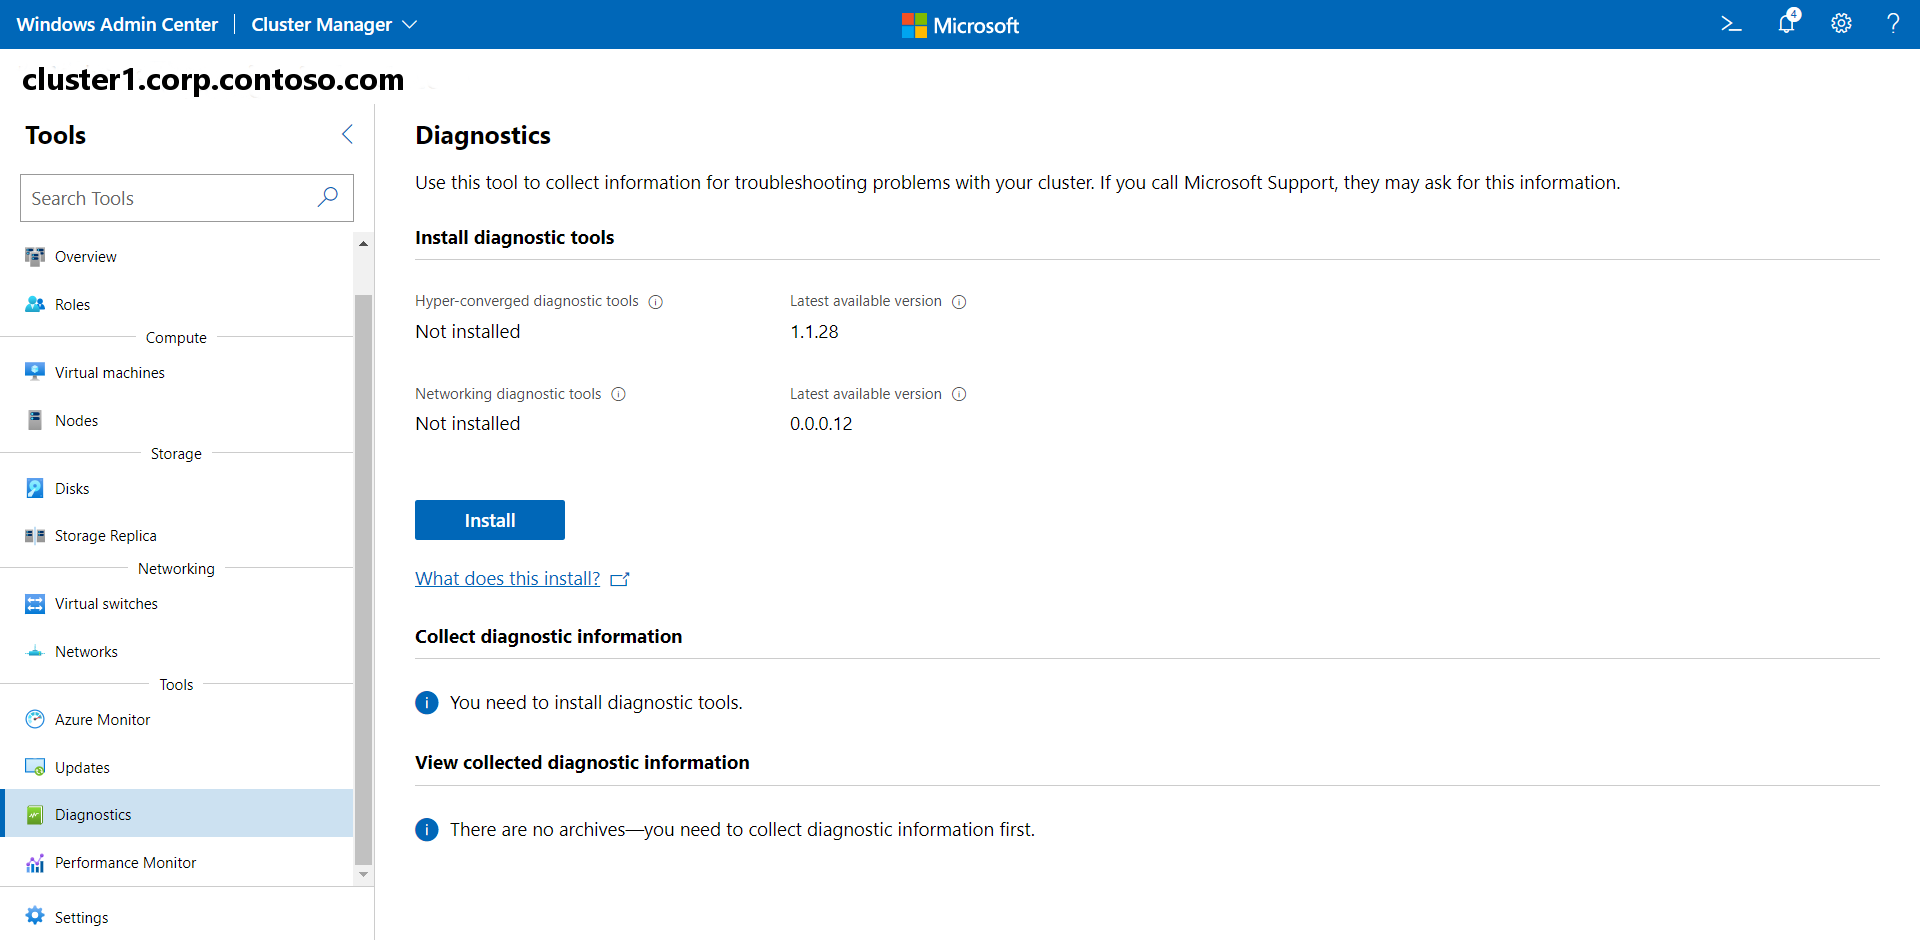 Windows Admin Center
Cluster Manager
Microsoft
4
cluster1.corp.contoso.com
Tools
Search Tools
Overview
Roles
Compute
Virtual machines
Nodes
Storage
Disks
Storage Replica
Networking
Virtual switches
Networks
Tools
Azure Monitor
Updates
Diagnostics
Performance Monitor
Settings
Diagnostics
Use this tool to collect information for troubleshooting problems with your cluster. If you call Microsoft Support, they may ask for this information.
Install diagnostic tools
Hyper-converged diagnostic tools
Latest available version
Not installed
1.1.28
Networking diagnostic tools
Latest available version
Not installed
0.0.0.12
Install
What does this install?
Collect diagnostic information
You need to install diagnostic tools.
View collected diagnostic information
There are no archives—you need to collect diagnostic information first.